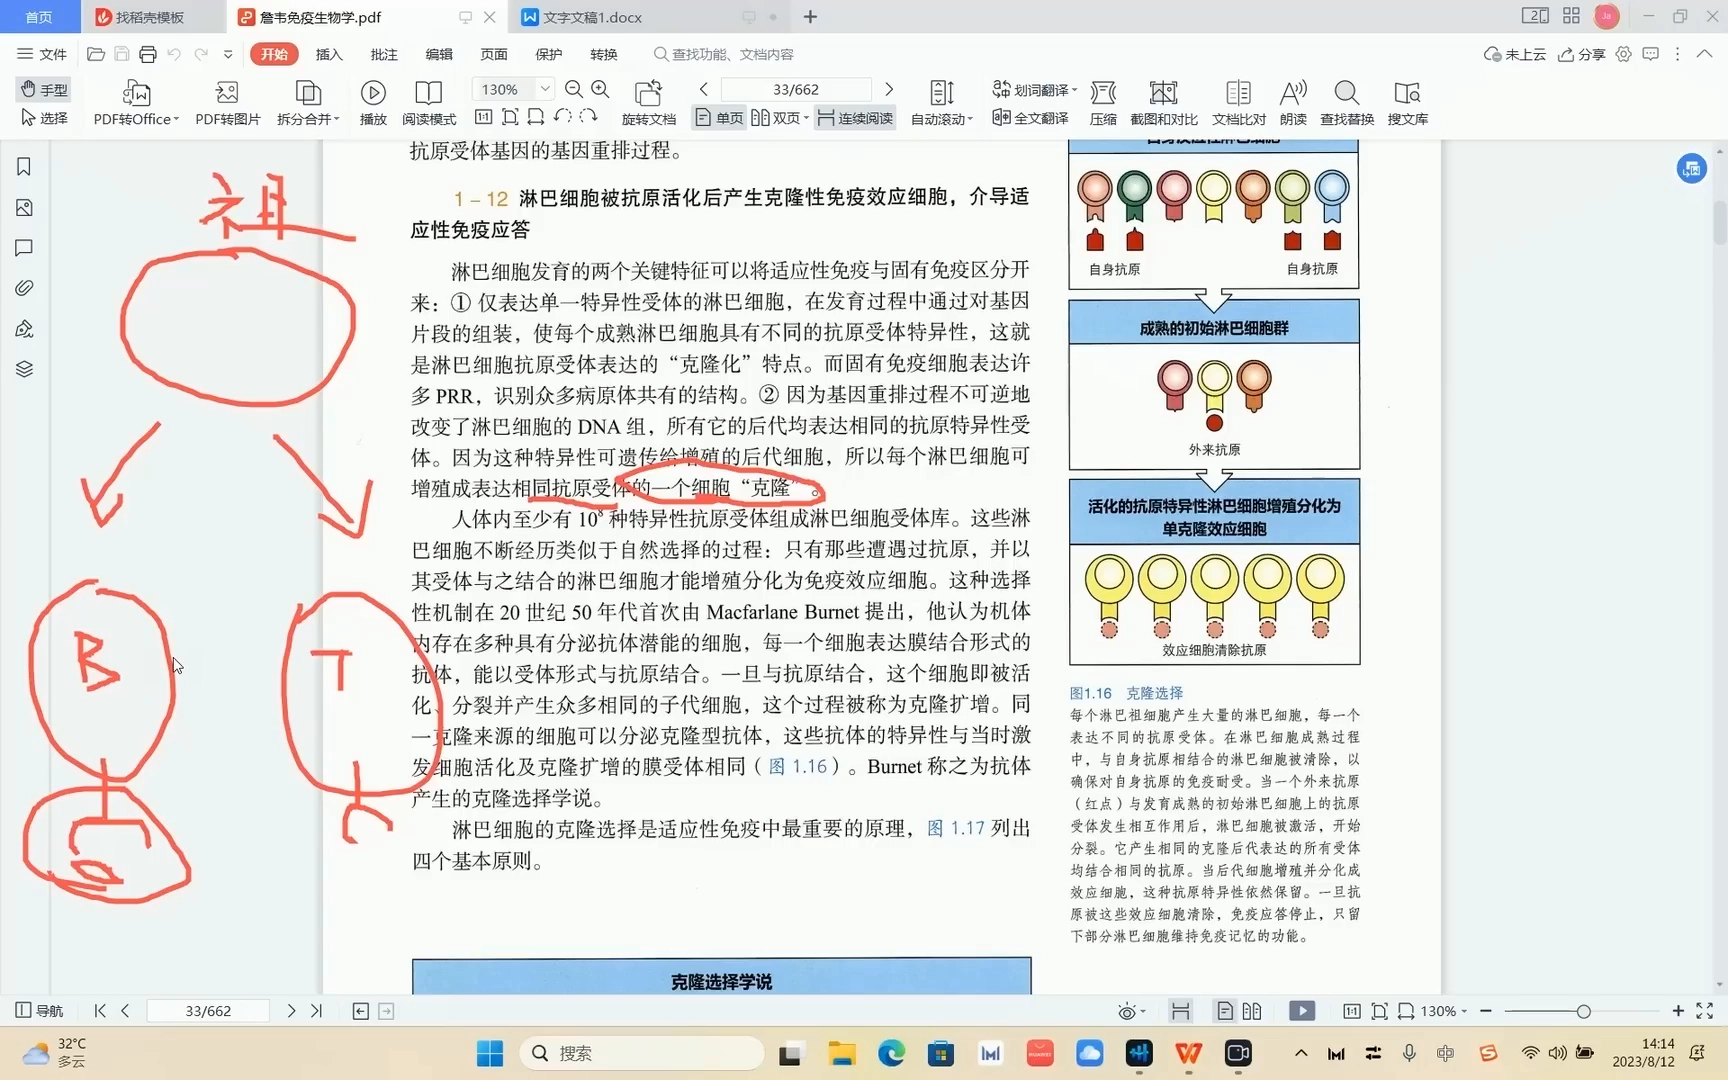 首页
找稻壳模板
詹韦免疫生物学.pdf
文字文稿1.docx
文件
开始
插入
批注
编辑
页面
保护
转换
查找功能、文档内容
未上云
分享
手型
选择
PDF转Office
PDF转图片
拆分合并
播放
阅读模式
130%
旋转文档
33/662
单页
双页
连续阅读
自动滚动
划词翻译
全文翻译
压缩
截图和对比
文档比对
朗读
查找替换
搜文库
祖
B
T
抗原受体基因的基因重排过程。
1－12 淋巴细胞被抗原活化后产生克隆性免疫效应细胞，介导适
应性免疫应答
淋巴细胞发育的两个关键特征可以将适应性免疫与固有免疫区分开
来：① 仅表达单一特异性受体的淋巴细胞，在发育过程中通过对基因
片段的组装，使每个成熟淋巴细胞具有不同的抗原受体特异性，这就
是淋巴细胞抗原受体表达的“克隆化”特点。而固有免疫细胞表达许
多 PRR，识别众多病原体共有的结构。② 因为基因重排过程不可逆地
改变了淋巴细胞的 DNA 组，所有它的后代均表达相同的抗原特异性受
体。因为这种特异性可遗传给增殖的后代细胞，所以每个淋巴细胞可
增殖成表达相同抗原受体的一个细胞“克隆”。
人体内至少有 10⁸ 种特异性抗原受体组成淋巴细胞受体库。这些淋
巴细胞不断经历类似于自然选择的过程：只有那些遭遇过抗原，并以
其受体与之结合的淋巴细胞才能增殖分化为免疫效应细胞。这种选择
性机制在 20 世纪 50 年代首次由 Macfarlane Burnet 提出，他认为机体
内存在多种具有分泌抗体潜能的细胞，每一个细胞表达膜结合形式的
抗体，能以受体形式与抗原结合。一旦与抗原结合，这个细胞即被活
化、分裂并产生众多相同的子代细胞，这个过程被称为克隆扩增。同
一克隆来源的细胞可以分泌克隆型抗体，这些抗体的特异性与当时激
发细胞活化及克隆扩增的膜受体相同（图 1.16）。Burnet 称之为抗体
产生的克隆选择学说。
淋巴细胞的克隆选择是适应性免疫中最重要的原理，图 1.17 列出
四个基本原则。
克隆选择学说
自身抗原
自身抗原
成熟的初始淋巴细胞群
外来抗原
活化的抗原特异性淋巴细胞增殖分化为
单克隆效应细胞
效应细胞清除抗原
图1.16 克隆选择
每个淋巴祖细胞产生大量的淋巴细胞，每一个
表达不同的抗原受体。在淋巴细胞成熟过程
中，与自身抗原相结合的淋巴细胞被清除，以
确保对自身抗原的免疫耐受。当一个外来抗原
（红点）与发育成熟的初始淋巴细胞上的抗原
受体发生相互作用后，淋巴细胞被激活，开始
分裂。它产生相同的克隆后代表达的所有受体
均结合相同的抗原。当后代细胞增殖并分化成
效应细胞，这种抗原特异性依然保留。一旦抗
原被这些效应细胞清除，免疫应答停止，只留
下部分淋巴细胞维持免疫记忆的功能。
导航
33/662
130%
32°C
多云
搜索
中
14:14
2023/8/12